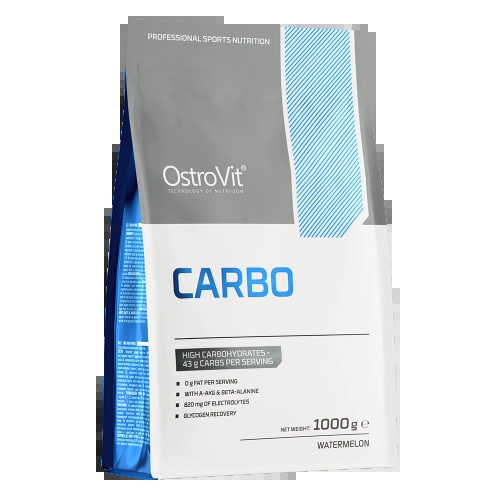 PROFESSIONAL SPORTS NUTRITION
OstroVit®
TECHNOLOGY OF NUTRITION
CARBO
HIGH CARBOHYDRATES -
43 g CARBS PER SERVING
0 g FAT PER SERVING
WITH A-AKG & BETA-ALANINE
820 mg OF ELECTROLYTES
GLYCOGEN RECOVERY
NET WEIGHT: 1000 g ℮
WATERMELON